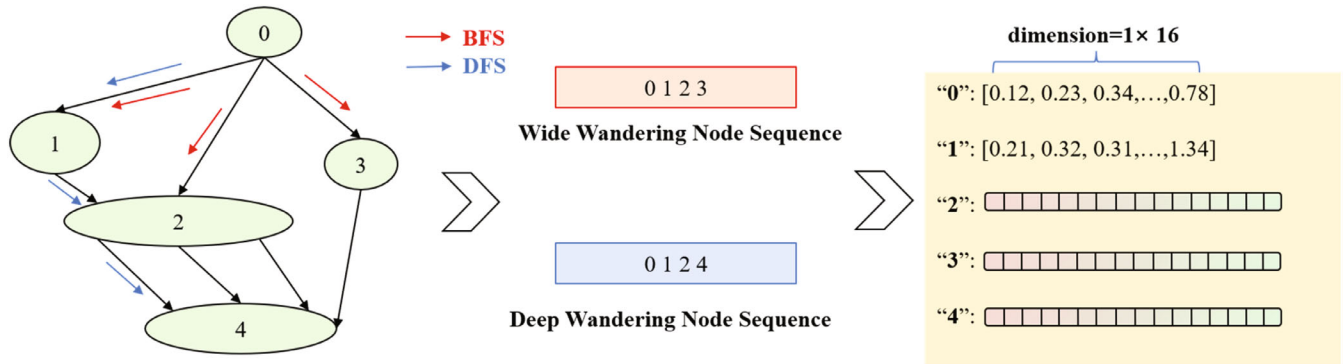 0
1
2
3
4
BFS
DFS
0 1 2 3
Wide Wandering Node Sequence
0 1 2 4
Deep Wandering Node Sequence
dimension=1× 16
“0”: [0.12, 0.23, 0.34,…,0.78]
“1”: [0.21, 0.32, 0.31,…,1.34]
“2”:
“3”:
“4”: